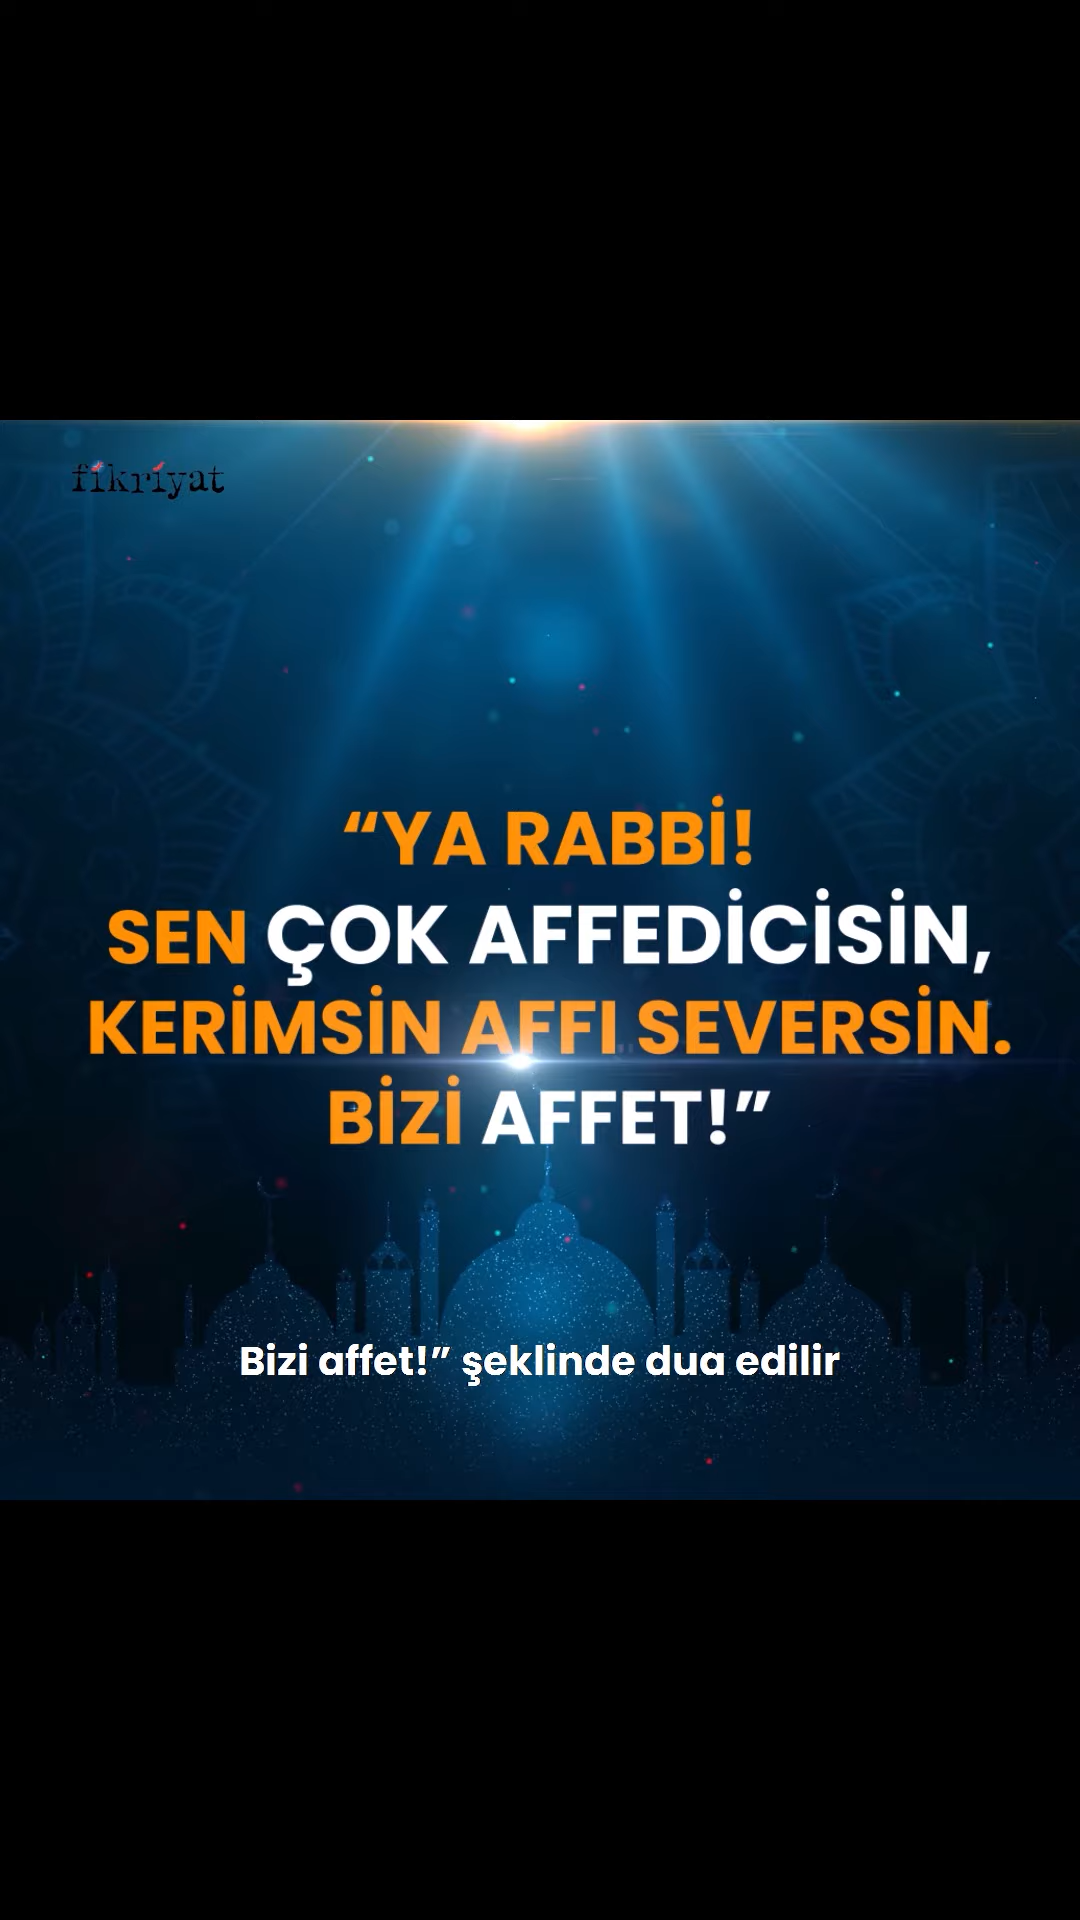 fikriyat
“YA RABBİ!
SEN ÇOK AFFEDİCİSİN,
KERİMSİN AFFI SEVERSİN.
BİZİ AFFET!”
Bizi affet!” şeklinde dua edilir